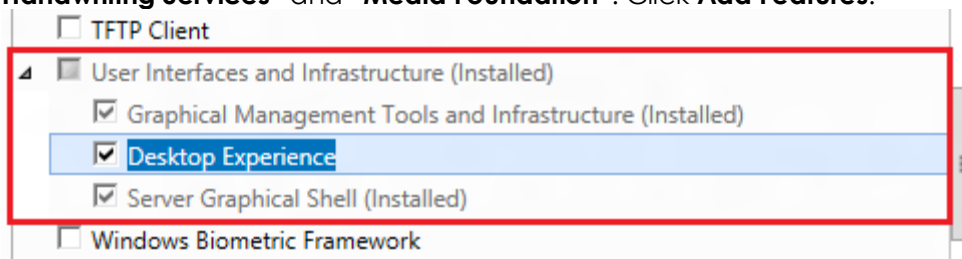 Handwriting Services" and "Media Foundation". Click Add Features.
TFTP Client
User Interfaces and Infrastructure (Installed)
Graphical Management Tools and Infrastructure (Installed)
Desktop Experience
Server Graphical Shell (Installed)
Windows Biometric Framework